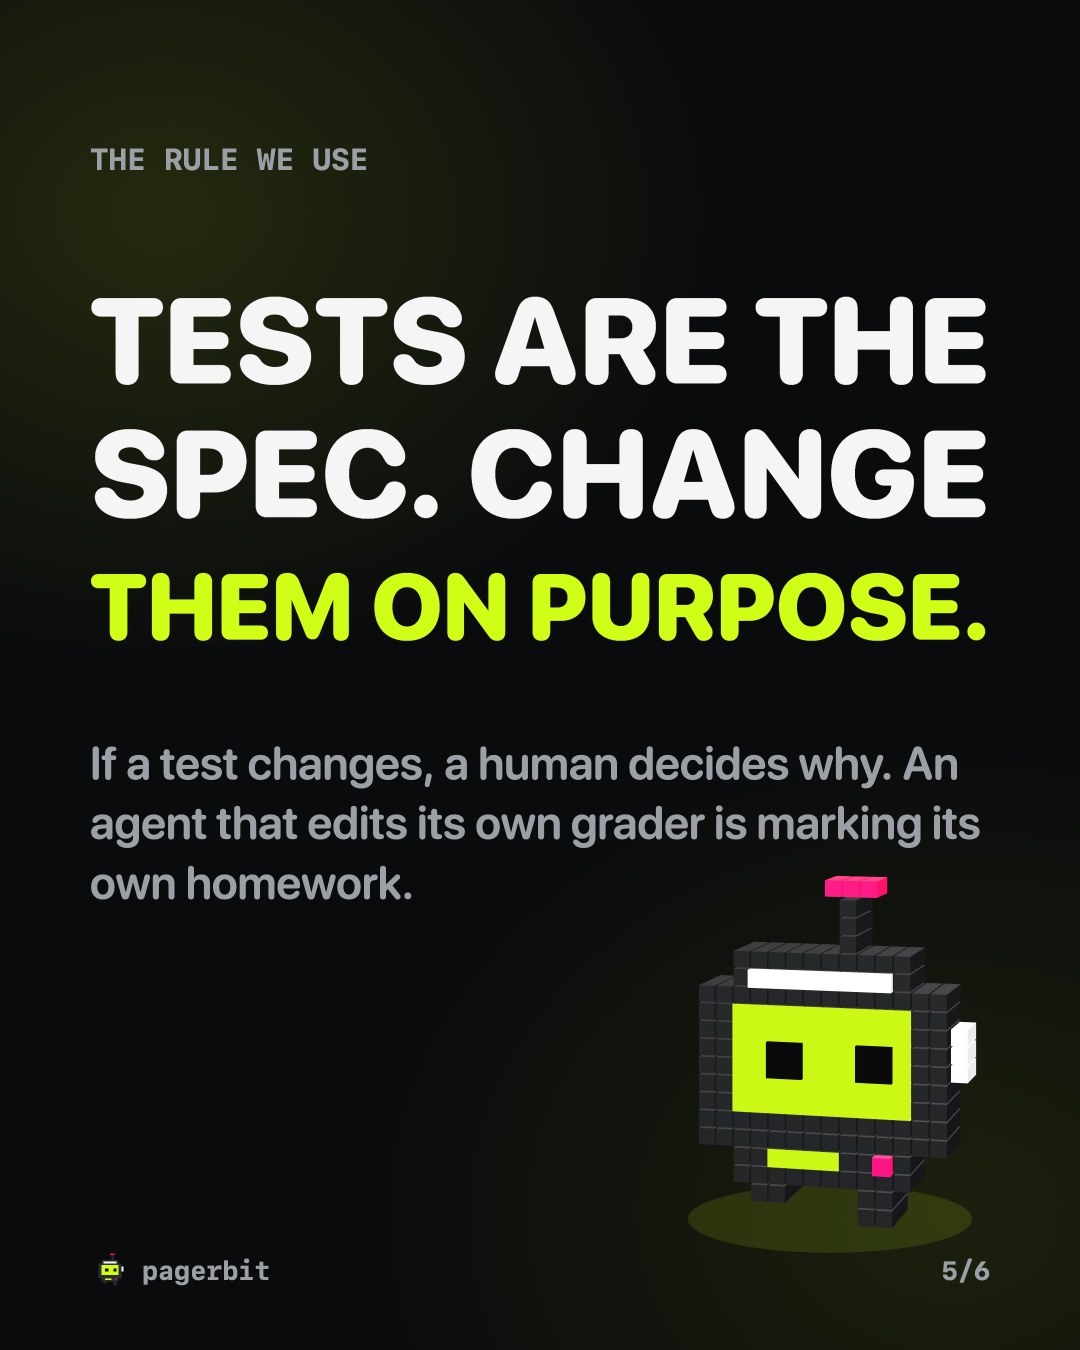 THE RULE WE USE
TESTS ARE THE
SPEC. CHANGE
THEM ON PURPOSE.
If a test changes, a human decides why. An
agent that edits its own grader is marking its
own homework.
pagerbit
5/6